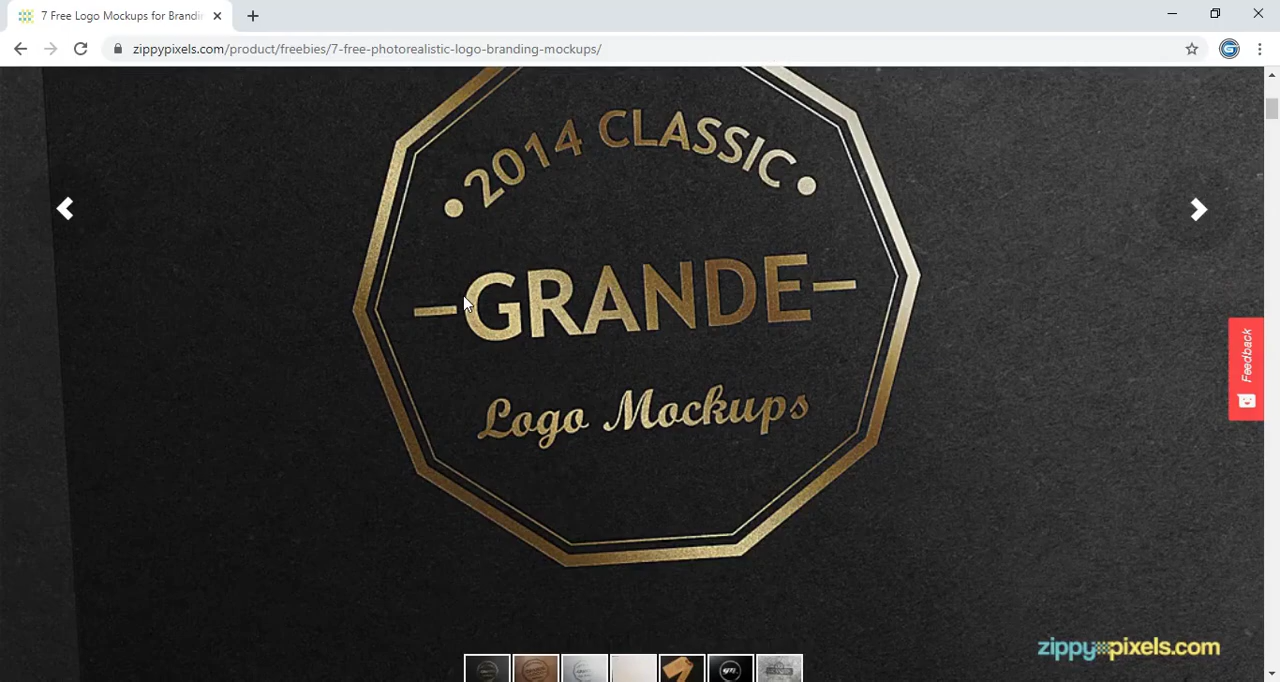 7 Free Logo Mockups for Brandin
zippypixels.com/product/freebies/7-free-photorealistic-logo-branding-mockups/
2014 CLASSIC
GRANDE
Logo Mockups
Feedback
zippypixels.com